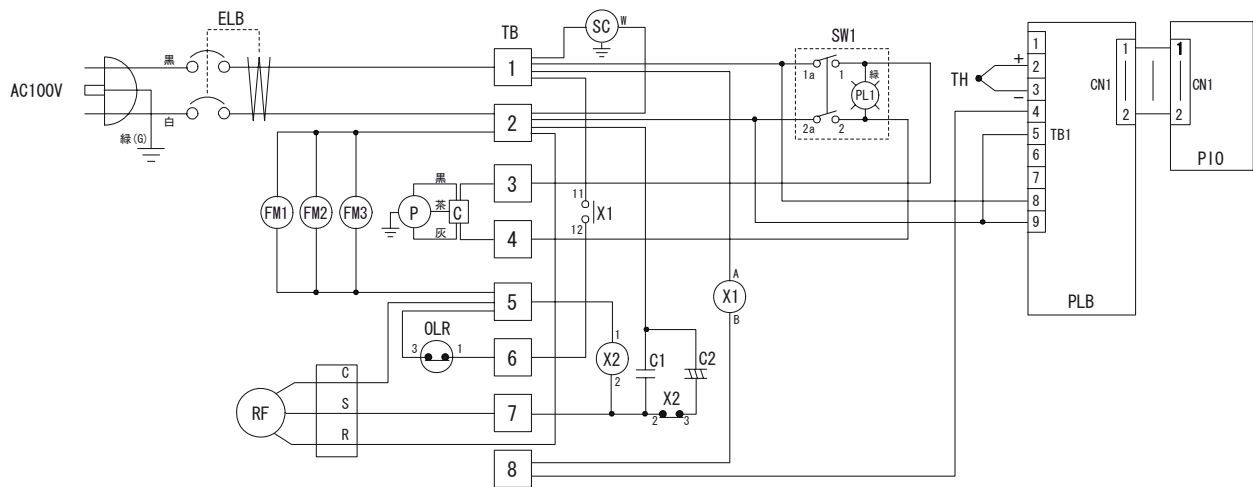 ELB
黒
AC100V
白
緑(G)
TB
1
2
3
4
5
6
7
8
SC
W
SW1
1a
1
緑
PL1
2a
2
TH
+
−
1
2
3
4
5
6
7
8
9
TB1
PLB
CN1
1
2
CN1
1
2
PIO
FM1
FM2
FM3
黒
P
茶
C
灰
11
X1
12
A
X1
B
OLR
3
1
1
X2
2
C1
C2
X2
2
3
RF
C
S
R